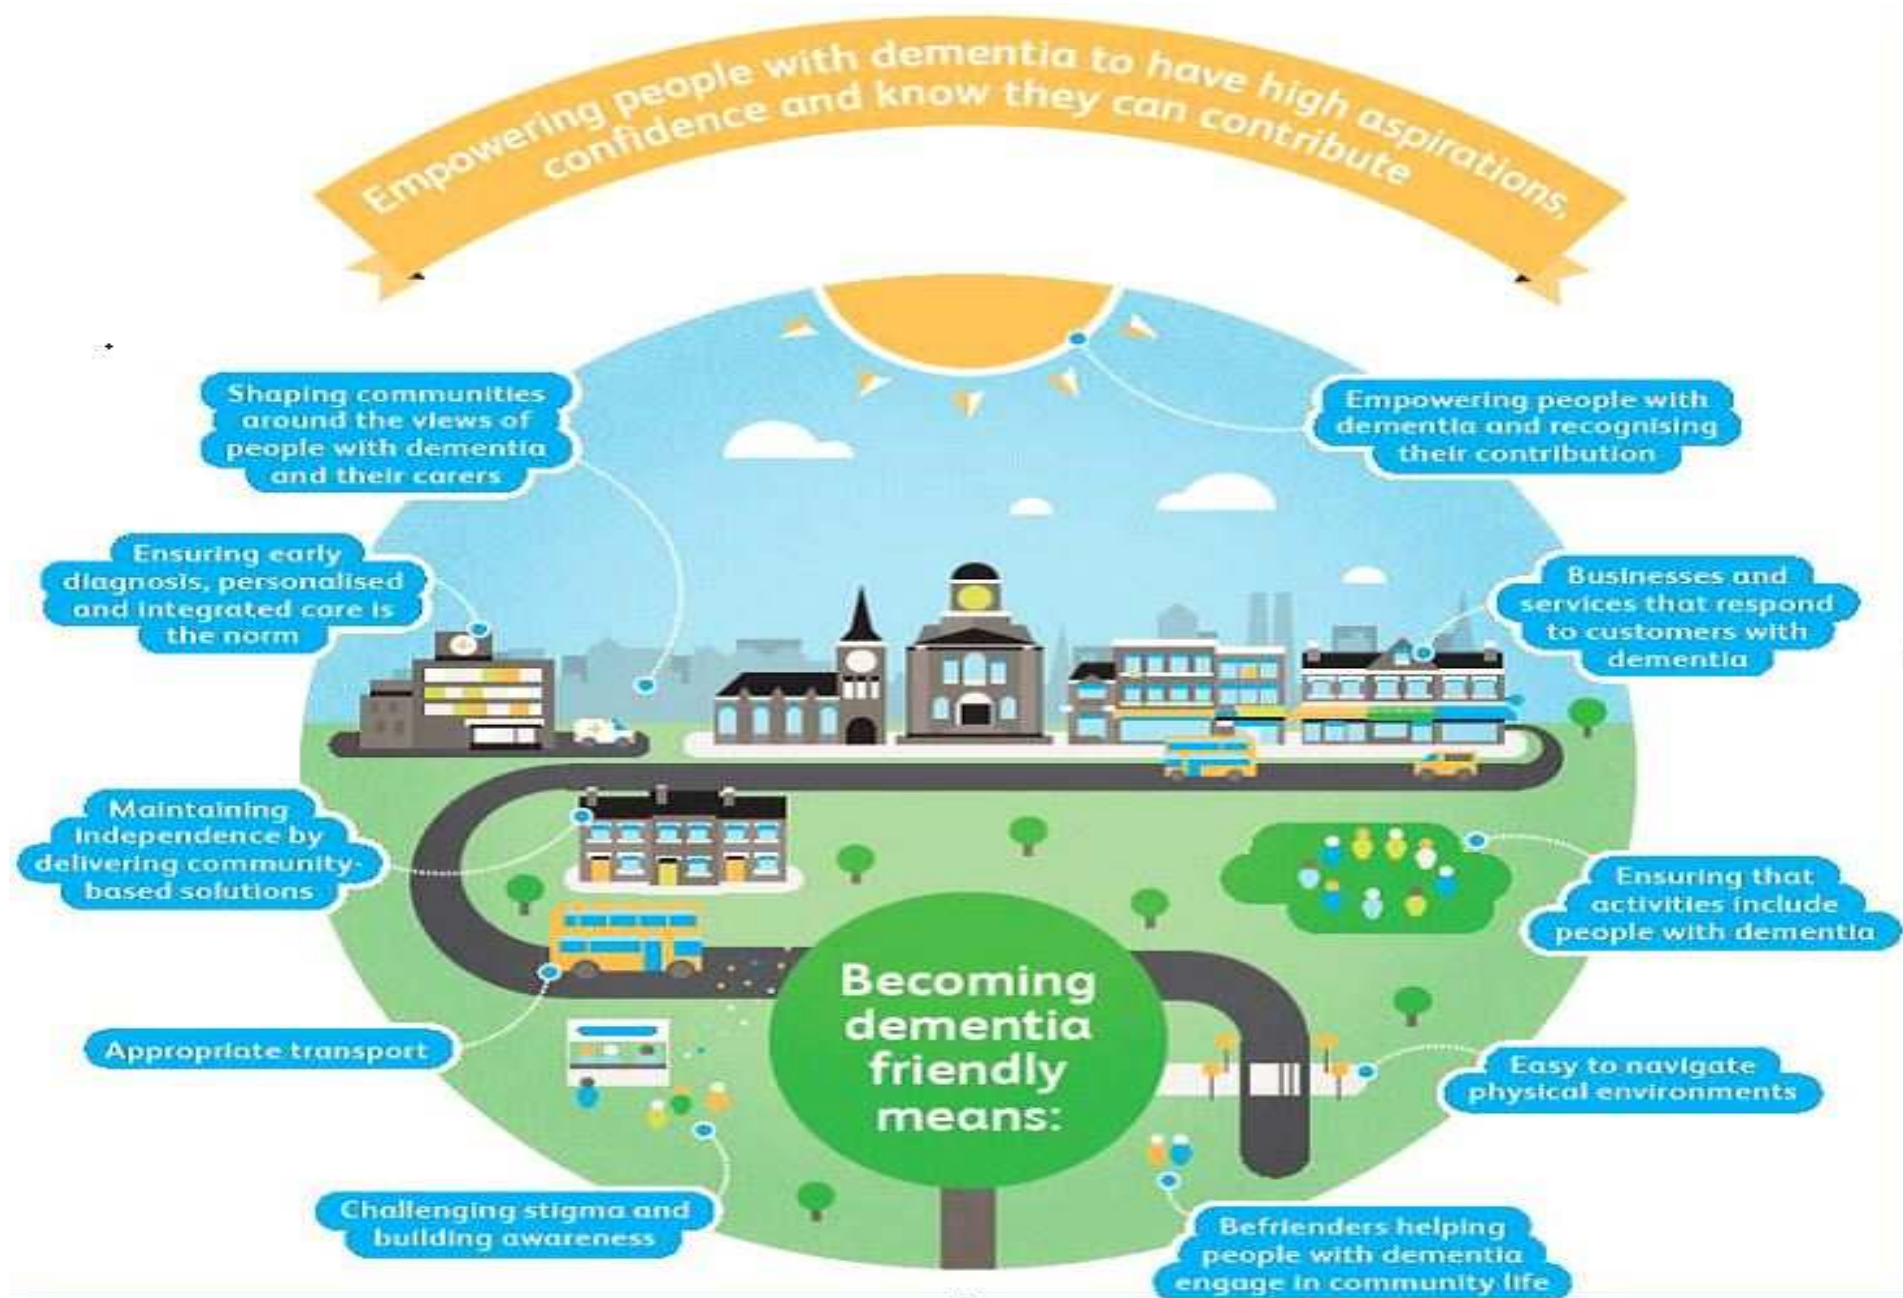 Empowering people with dementia to have high aspirations,
confidence and know they can contribute
Shaping communities
around the views of
people with dementia
and their carers
Empowering people with
dementia and recognising
their contribution
Ensuring early
diagnosis, personalised
and integrated care is
the norm
Businesses and
services that respond
to customers with
dementia
Maintaining
independence by
delivering community-
based solutions
Ensuring that
activities include
people with dementia
Becoming
dementia
friendly
means:
Appropriate transport
Easy to navigate
physical environments
Challenging stigma and
building awareness
Befrienders helping
people with dementia
engage in community life